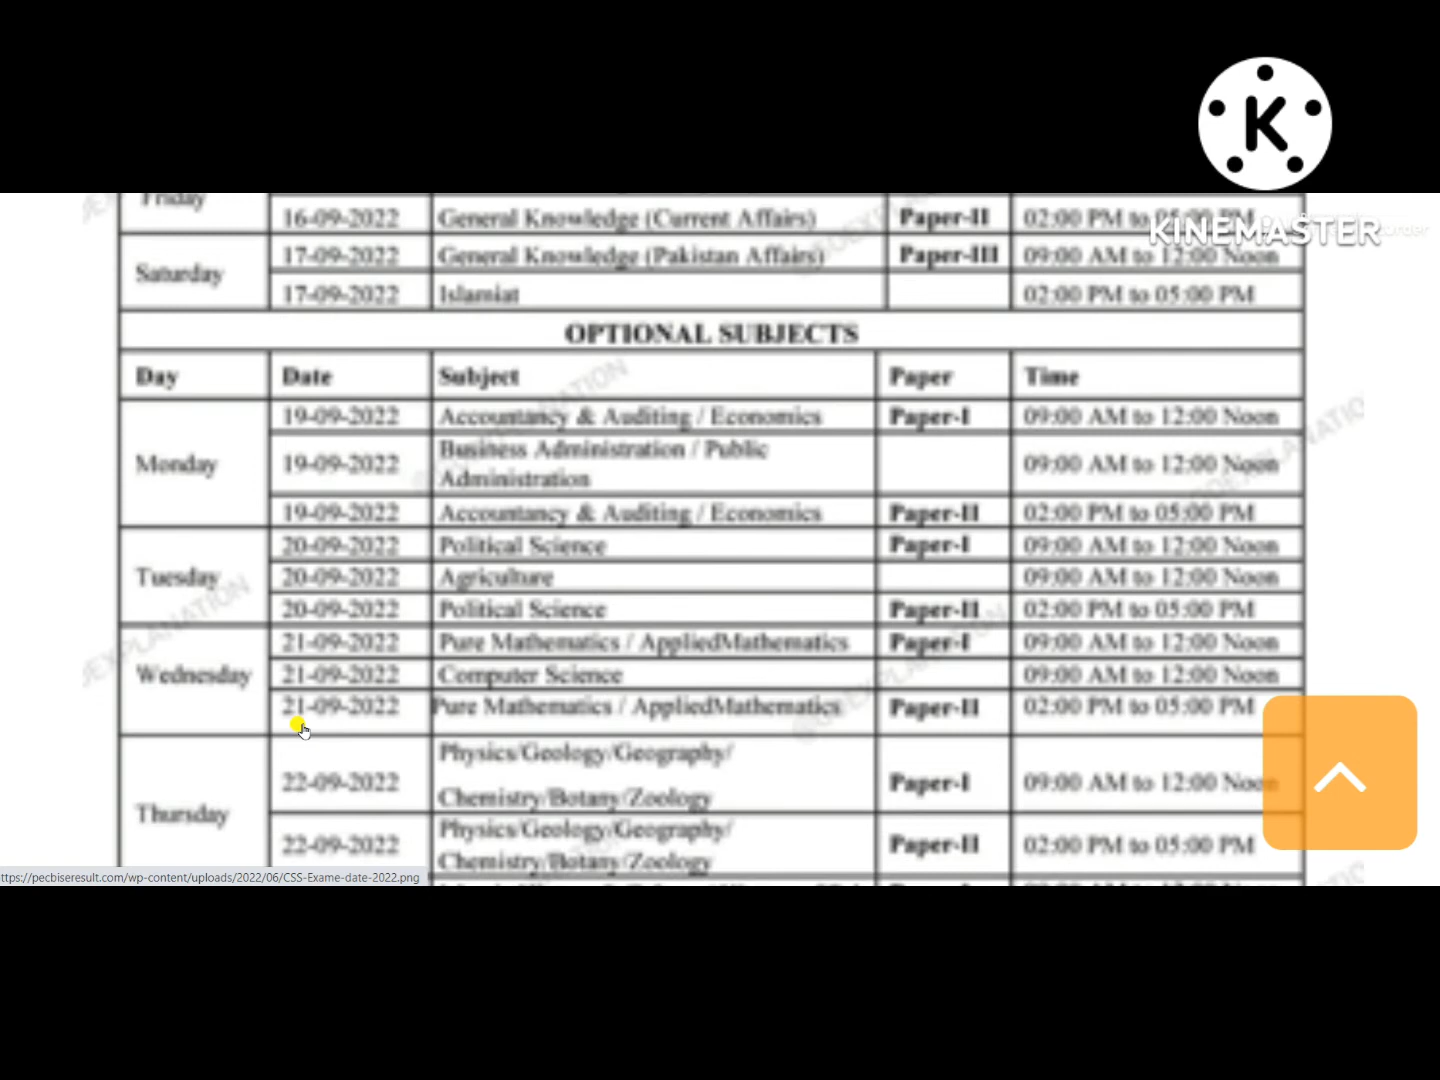 K
KINEMASTER
Friday
16-09-2022 General Knowledge (Current Affairs) Paper-II 02:00 PM to 05:00 PM
Saturday
17-09-2022 General Knowledge (Pakistan Affairs) Paper-III 09:00 AM to 12:00 Noon
17-09-2022 Islamiat 02:00 PM to 05:00 PM
OPTIONAL SUBJECTS
Day Date Subject Paper Time
Monday
19-09-2022 Accountancy & Auditing / Economics Paper-I 09:00 AM to 12:00 Noon
19-09-2022 Business Administration / Public
Administration 09:00 AM to 12:00 Noon
19-09-2022 Accountancy & Auditing / Economics Paper-II 02:00 PM to 05:00 PM
Tuesday
20-09-2022 Political Science Paper-I 09:00 AM to 12:00 Noon
20-09-2022 Agriculture 09:00 AM to 12:00 Noon
20-09-2022 Political Science Paper-II 02:00 PM to 05:00 PM
Wednesday
21-09-2022 Pure Mathematics / AppliedMathematics Paper-I 09:00 AM to 12:00 Noon
21-09-2022 Computer Science 09:00 AM to 12:00 Noon
21-09-2022 Pure Mathematics / AppliedMathematics Paper-II 02:00 PM to 05:00 PM
Thursday
22-09-2022 Physics/Geology/Geography/
Chemistry/Botany/Zoology Paper-I 09:00 AM to 12:00 Noon
22-09-2022 Physics/Geology/Geography/
Chemistry/Botany/Zoology Paper-II 02:00 PM to 05:00 PM
ttps://pecbiseresult.com/wp-content/uploads/2022/06/CSS-Exame-date-2022.png